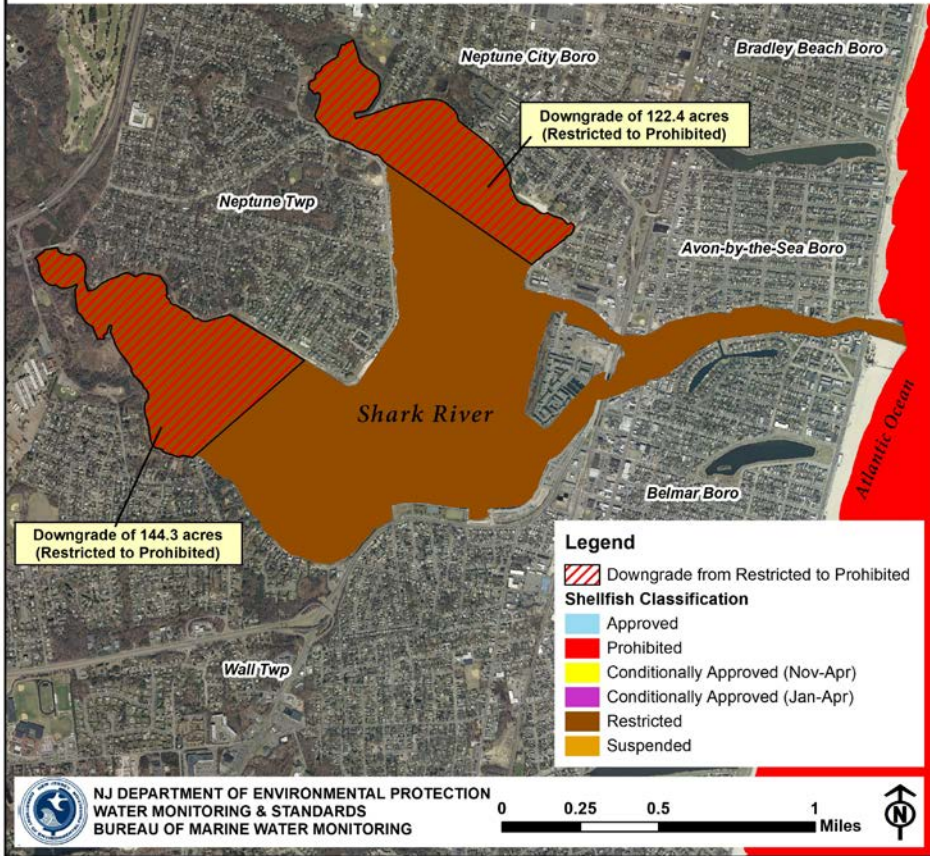 Neptune City Boro
Bradley Beach Boro
Downgrade of 122.4 acres
(Restricted to Prohibited)
Neptune Twp
Avon-by-the-Sea Boro
Shark River
Atlantic Ocean
Belmar Boro
Downgrade of 144.3 acres
(Restricted to Prohibited)
Wall Twp
Legend
Downgrade from Restricted to Prohibited
Shellfish Classification
Approved
Prohibited
Conditionally Approved (Nov-Apr)
Conditionally Approved (Jan-Apr)
Restricted
Suspended
NJ DEPARTMENT OF ENVIRONMENTAL PROTECTION
WATER MONITORING & STANDARDS
BUREAU OF MARINE WATER MONITORING
0 0.25 0.5 1
Miles
N